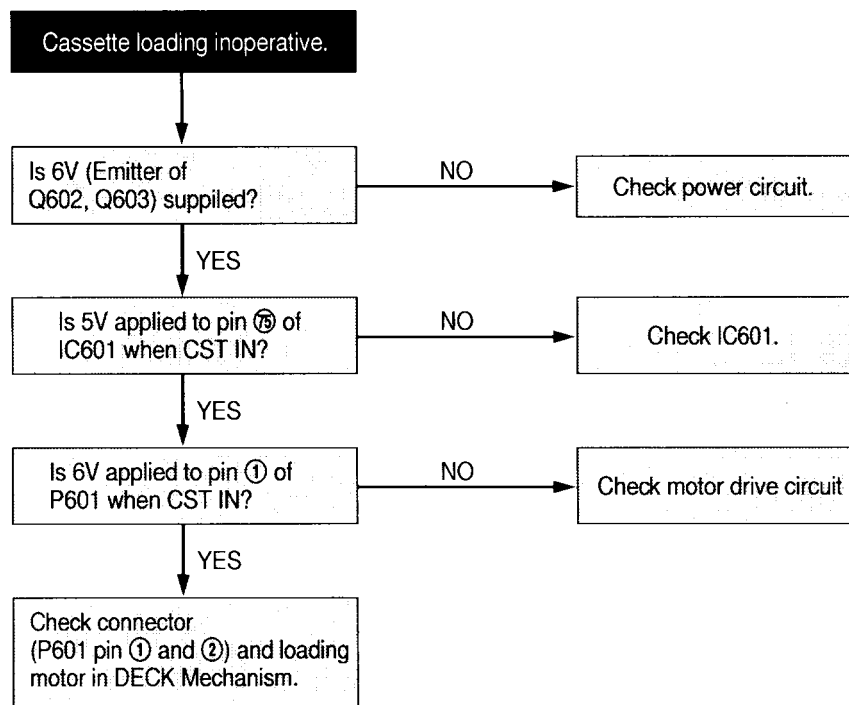 Cassette loading inoperative.
Is 6V (Emitter of
Q602, Q603) suppiled?
NO
Check power circuit.
YES
Is 5V applied to pin ㊆ of
IC601 when CST IN?
NO
Check IC601.
YES
Is 6V applied to pin ① of
P601 when CST IN?
NO
Check motor drive circuit
YES
Check connector
(P601 pin ① and ②) and loading
motor in DECK Mechanism.